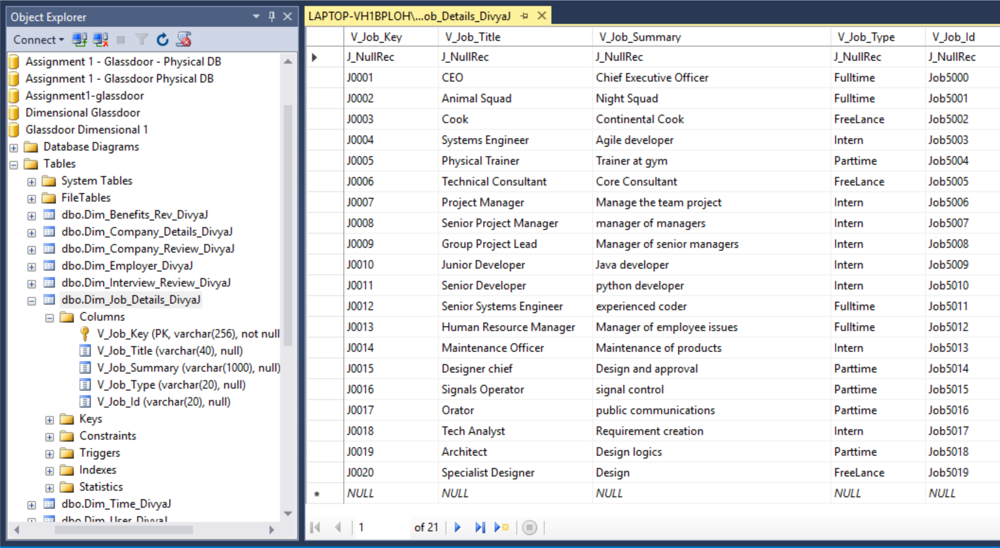 Object Explorer
Connect
Assignment 1 - Glassdoor - Physical DB
Assignment 1 - Glassdoor Physical DB
Assignment1-glassdoor
Dimensional Glassdoor
Glassdoor Dimensional 1
Database Diagrams
Tables
System Tables
FileTables
dbo.Dim_Benefits_Rev_DivyaJ
dbo.Dim_Company_Details_DivyaJ
dbo.Dim_Company_Review_DivyaJ
dbo.Dim_Employer_DivyaJ
dbo.Dim_Interview_Review_DivyaJ
dbo.Dim_Job_Details_DivyaJ
Columns
V_Job_Key (PK, varchar(256), not null
V_Job_Title (varchar(40), null)
V_Job_Summary (varchar(1000), null)
V_Job_Type (varchar(20), null)
V_Job_Id (varchar(20), null)
Keys
Constraints
Triggers
Indexes
Statistics
dbo.Dim_Time_DivyaJ
dbo.Dim_User_DivyaJ
LAPTOP-VH1BPLOH\...ob_Details_DivyaJ
V_Job_Key V_Job_Title V_Job_Summary V_Job_Type V_Job_Id
J_NullRec J_NullRec J_NullRec J_NullRec J_NullRec
J0001 CEO Chief Executive Officer Fulltime Job5000
J0002 Animal Squad Night Squad Fulltime Job5001
J0003 Cook Continental Cook FreeLance Job5002
J0004 Systems Engineer Agile developer Intern Job5003
J0005 Physical Trainer Trainer at gym Parttime Job5004
J0006 Technical Consultant Core Consultant FreeLance Job5005
J0007 Project Manager Manage the team project Intern Job5006
J0008 Senior Project Manager manager of managers Intern Job5007
J0009 Group Project Lead Manager of senior managers Intern Job5008
J0010 Junior Developer Java developer Intern Job5009
J0011 Senior Developer python developer Intern Job5010
J0012 Senior Systems Engineer experienced coder Fulltime Job5011
J0013 Human Resource Manager Manager of employee issues Fulltime Job5012
J0014 Maintenance Officer Maintenance of products Intern Job5013
J0015 Designer chief Design and approval Parttime Job5014
J0016 Signals Operator signal control Parttime Job5015
J0017 Orator public communications Parttime Job5016
J0018 Tech Analyst Requirement creation Intern Job5017
J0019 Architect Design logics Parttime Job5018
J0020 Specialist Designer Design FreeLance Job5019
NULL NULL NULL NULL NULL
1 of 21